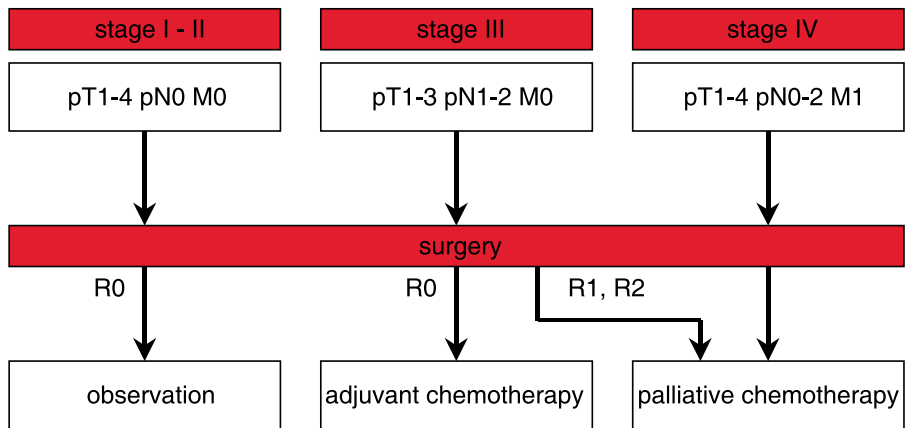 stage I - II
stage III
stage IV
pT1-4 pN0 M0
pT1-3 pN1-2 M0
pT1-4 pN0-2 M1
surgery
R0
R0
R1, R2
observation
adjuvant chemotherapy
palliative chemotherapy